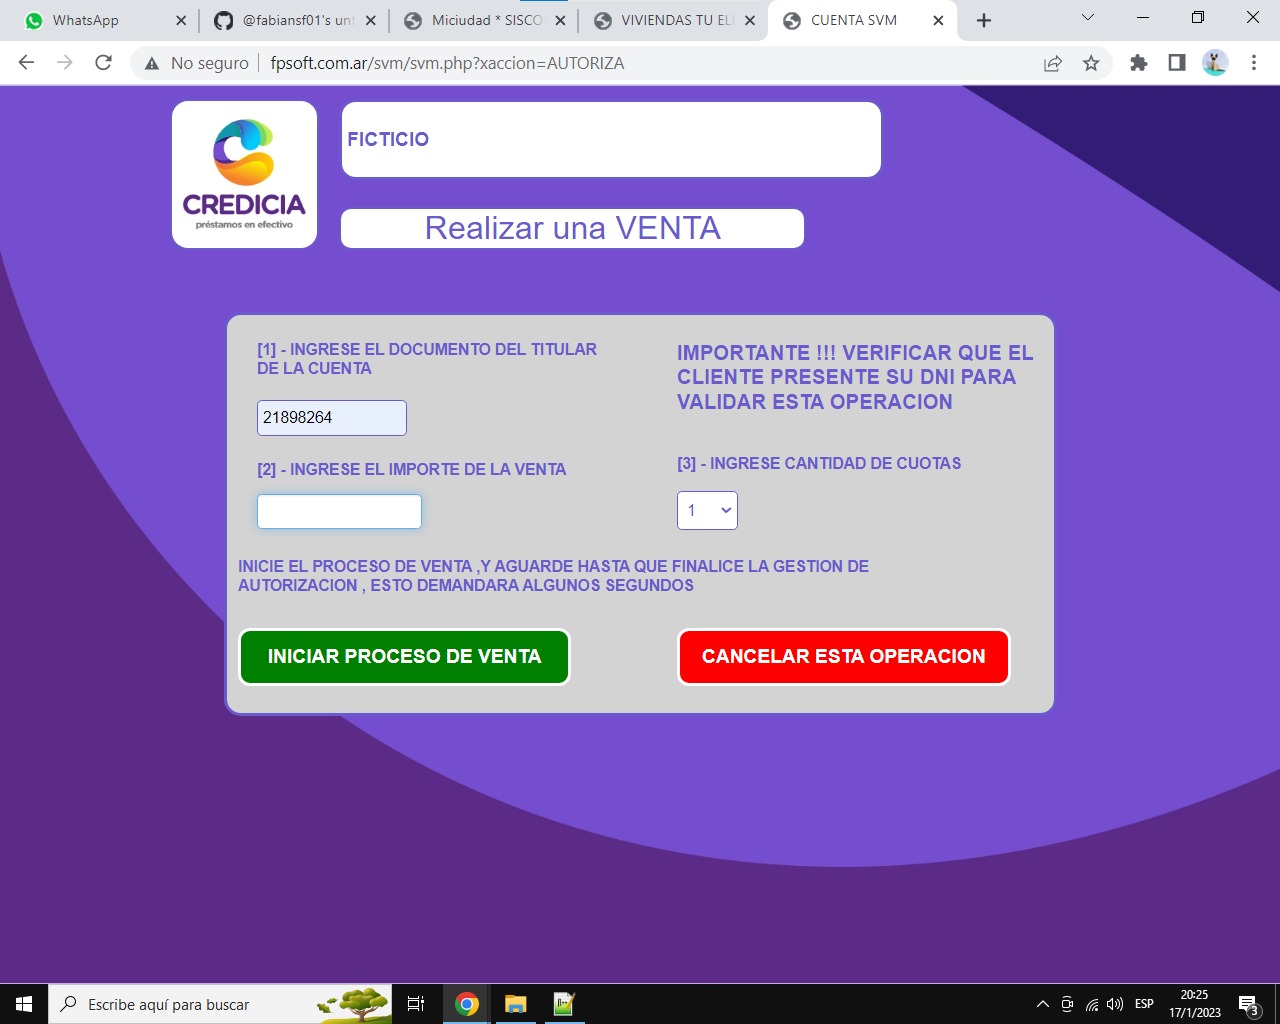 WhatsApp
@fabiansf01's unt
Miciudad * SISCO
VIVIENDAS TU ELE
CUENTA SVM
No seguro
fpsoft.com.ar/svm/svm.php?xaccion=AUTORIZA
FICTICIO
CREDICIA
préstamos en efectivo
Realizar una VENTA
[1] - INGRESE EL DOCUMENTO DEL TITULAR
DE LA CUENTA
21898264
IMPORTANTE !!! VERIFICAR QUE EL
CLIENTE PRESENTE SU DNI PARA
VALIDAR ESTA OPERACION
[2] - INGRESE EL IMPORTE DE LA VENTA
[3] - INGRESE CANTIDAD DE CUOTAS
1
INICIE EL PROCESO DE VENTA ,Y AGUARDE HASTA QUE FINALICE LA GESTION DE
AUTORIZACION , ESTO DEMANDARA ALGUNOS SEGUNDOS
INICIAR PROCESO DE VENTA
CANCELAR ESTA OPERACION
Escribe aquí para buscar
ESP
20:25
17/1/2023
3